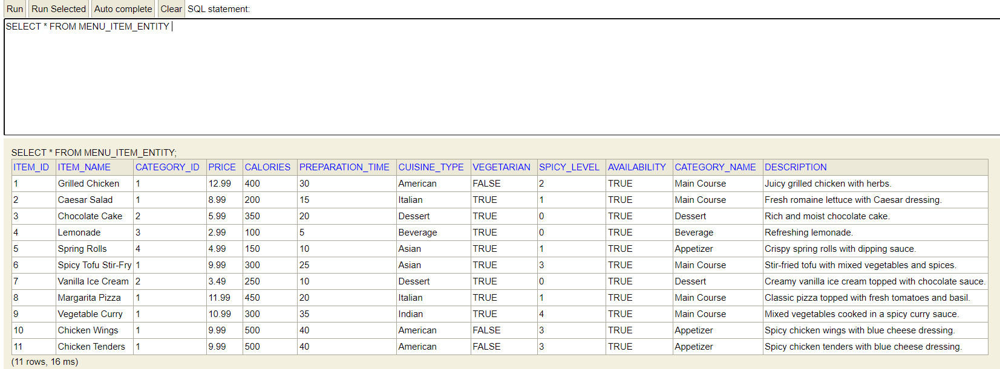 Run Run Selected Auto complete Clear SQL statement:
SELECT * FROM MENU_ITEM_ENTITY
SELECT * FROM MENU_ITEM_ENTITY;
ITEM_ID ITEM_NAME CATEGORY_ID PRICE CALORIES PREPARATION_TIME CUISINE_TYPE VEGETARIAN SPICY_LEVEL AVAILABILITY CATEGORY_NAME DESCRIPTION
1 Grilled Chicken 1 12.99 400 30 American FALSE 2 TRUE Main Course Juicy grilled chicken with herbs.
2 Caesar Salad 1 8.99 200 15 Italian TRUE 1 TRUE Main Course Fresh romaine lettuce with Caesar dressing.
3 Chocolate Cake 2 5.99 350 20 Dessert TRUE 0 TRUE Dessert Rich and moist chocolate cake.
4 Lemonade 3 2.99 100 5 Beverage TRUE 0 TRUE Beverage Refreshing lemonade.
5 Spring Rolls 4 4.99 150 10 Asian TRUE 1 TRUE Appetizer Crispy spring rolls with dipping sauce.
6 Spicy Tofu Stir-Fry 1 9.99 300 25 Asian TRUE 3 TRUE Main Course Stir-fried tofu with mixed vegetables and spices.
7 Vanilla Ice Cream 2 3.49 250 10 Dessert TRUE 0 TRUE Dessert Creamy vanilla ice cream topped with chocolate sauce.
8 Margarita Pizza 1 11.99 450 20 Italian TRUE 1 TRUE Main Course Classic pizza topped with fresh tomatoes and basil.
9 Vegetable Curry 1 10.99 300 35 Indian TRUE 4 TRUE Main Course Mixed vegetables cooked in a spicy curry sauce.
10 Chicken Wings 1 9.99 500 40 American FALSE 3 TRUE Appetizer Spicy chicken wings with blue cheese dressing.
11 Chicken Tenders 1 9.99 500 40 American FALSE 3 TRUE Appetizer Spicy chicken tenders with blue cheese dressing.
(11 rows, 16 ms)